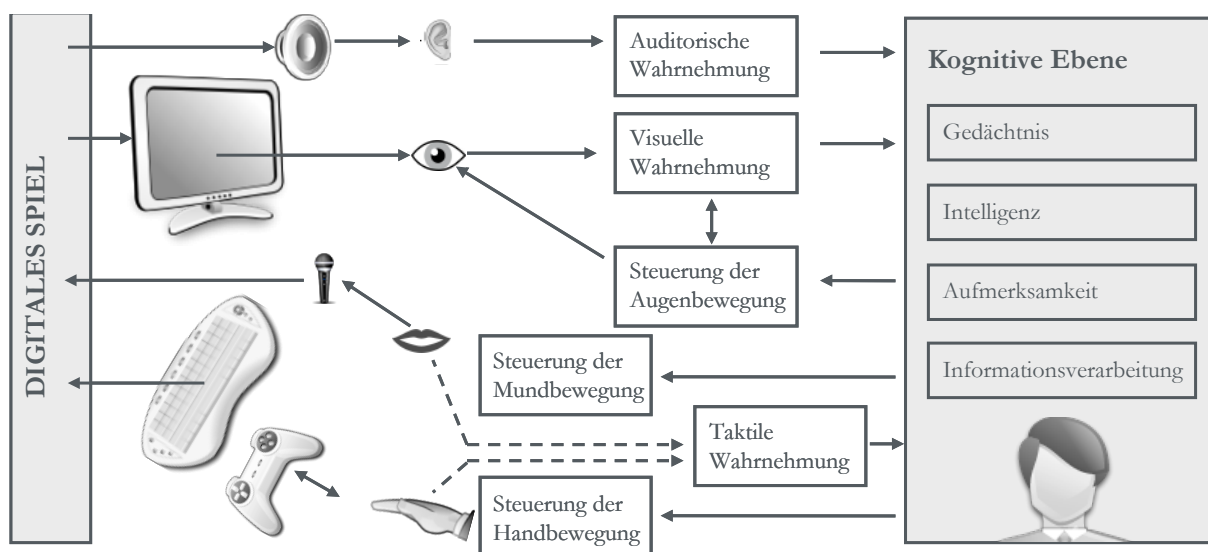 DIGITALES SPIEL
Auditorische
Wahrnehmung
Visuelle
Wahrnehmung
Steuerung der
Augenbewegung
Steuerung der
Mundbewegung
Taktile
Wahrnehmung
Steuerung der
Handbewegung
Kognitive Ebene
Gedächtnis
Intelligenz
Aufmerksamkeit
Informationsverarbeitung